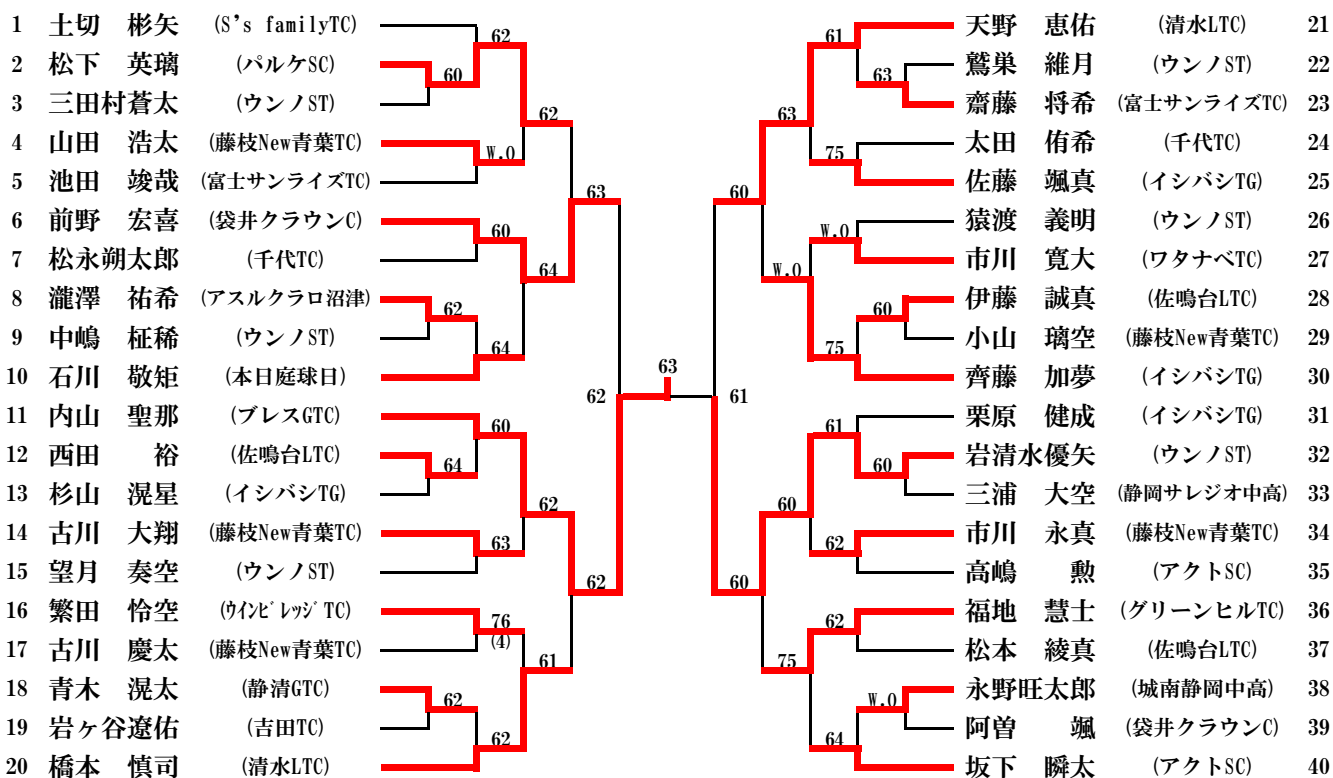 1 土切 彬矢 (S's familyTC)
2 松下 英璃 (パルケSC)
3 三田村蒼太 (ウンノST)
4 山田 浩太 (藤枝New青葉TC)
5 池田 竣哉 (富士サンライズTC)
6 前野 宏喜 (袋井クラウンC)
7 松永朔太郎 (千代TC)
8 瀧澤 祐希 (アスルクラロ沼津)
9 中嶋 柾稀 (ウンノST)
10 石川 敬矩 (本日庭球日)
11 内山 聖那 (ブレスGTC)
12 西田 裕 (佐鳴台LTC)
13 杉山 滉星 (イシバシTG)
14 古川 大翔 (藤枝New青葉TC)
15 望月 奏空 (ウンノST)
16 繁田 怜空 (ウインビレッジTC)
17 古川 慶太 (藤枝New青葉TC)
18 青木 滉太 (静清GTC)
19 岩ヶ谷遼佑 (吉田TC)
20 橋本 慎司 (清水LTC)
62
60
62
W.0
63
60
64
62
64
62
60
64
62
63
62
76
(4)
61
62
62
63
61
61
63
63
75
60
W.0
W.0
60
75
61
60
60
62
60
62
75
W.0
64
天野 恵佑 (清水LTC) 21
鷲巣 維月 (ウンノST) 22
齋藤 将希 (富士サンライズTC) 23
太田 侑希 (千代TC) 24
佐藤 颯真 (イシバシTG) 25
猿渡 義明 (ウンノST) 26
市川 寛大 (ワタナベTC) 27
伊藤 誠真 (佐鳴台LTC) 28
小山 璃空 (藤枝New青葉TC) 29
齊藤 加夢 (イシバシTG) 30
栗原 健成 (イシバシTG) 31
岩清水優矢 (ウンノST) 32
三浦 大空 (静岡サレジオ中高) 33
市川 永真 (藤枝New青葉TC) 34
高嶋 勲 (アクトSC) 35
福地 慧士 (グリーンヒルTC) 36
松本 綾真 (佐鳴台LTC) 37
永野旺太郎 (城南静岡中高) 38
阿曽 颯 (袋井クラウンC) 39
坂下 瞬太 (アクトSC) 40